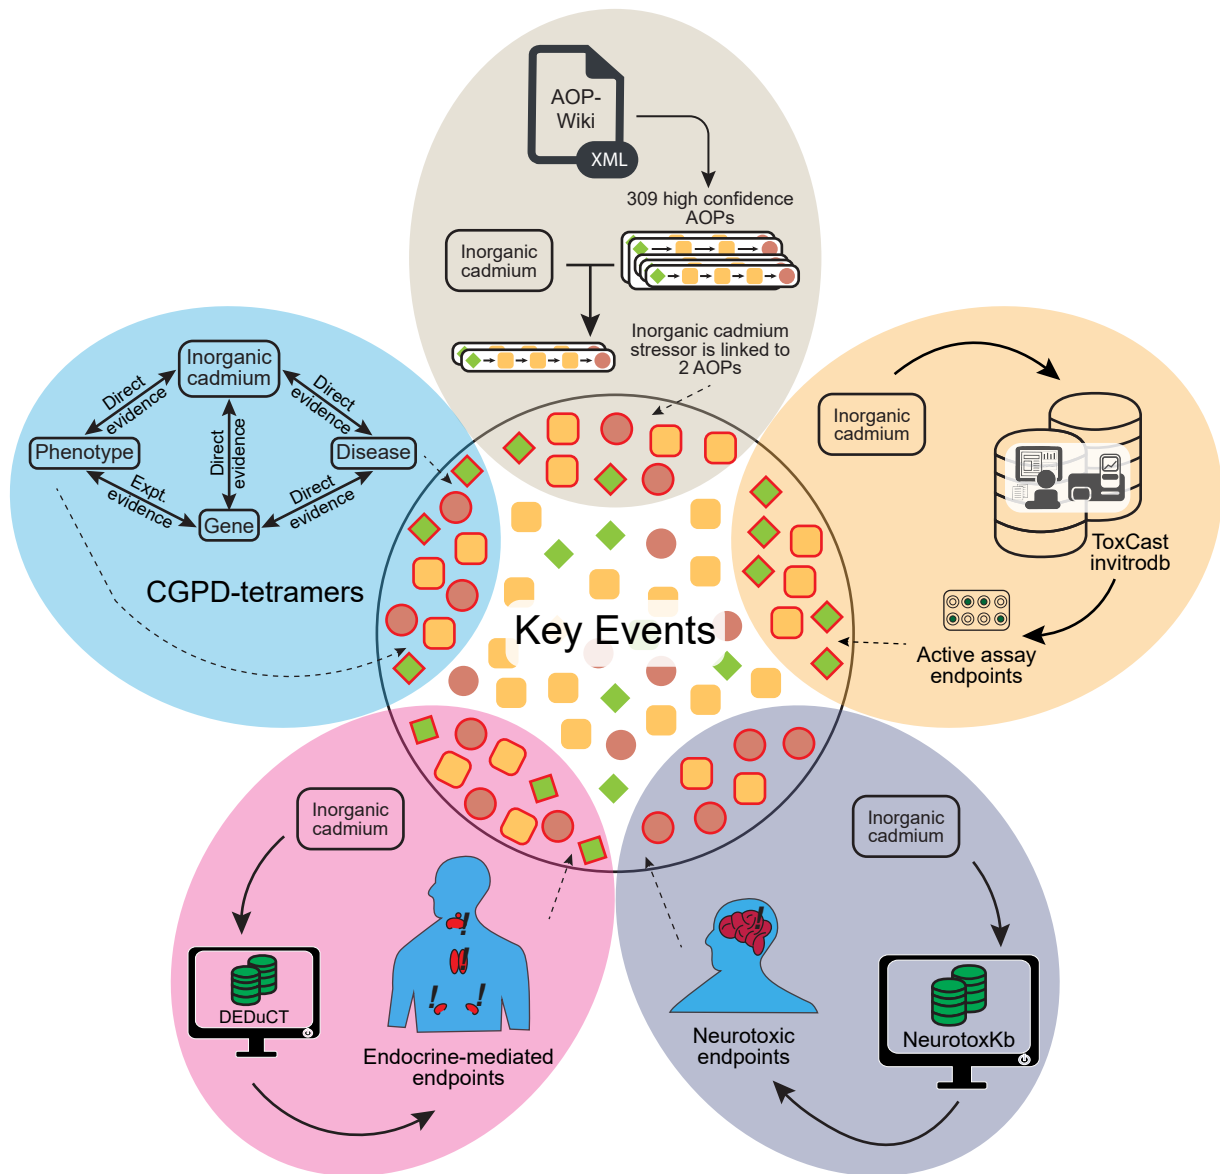 AOP-
Wiki
XML
309 high confidence
AOPs
Inorganic
cadmium
Inorganic cadmium
stressor is linked to
2 AOPs
Inorganic
cadmium
Direct
evidence
Direct
evidence
Direct
evidence
Phenotype
Disease
Expt.
evidence
Direct
evidence
Gene
CGPD-tetramers
Inorganic
cadmium
ToxCast
invitrodb
Active assay
endpoints
Key Events
Inorganic
cadmium
DEDuCT
Endocrine-mediated
endpoints
! ! ! !
Inorganic
cadmium
!
Neurotoxic
endpoints
NeurotoxKb